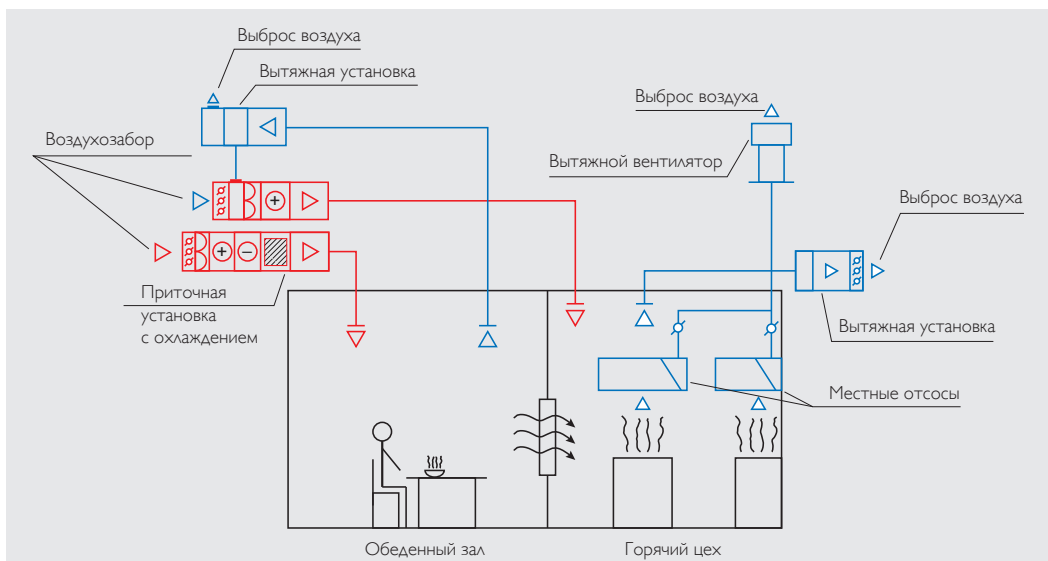 Выброс воздуха
Вытяжная установка
Воздухозабор
Выброс воздуха
Вытяжной вентилятор
Выброс воздуха
Приточная
установка
с охлаждением
Вытяжная установка
Местные отсосы
Обеденный зал
Горячий цех